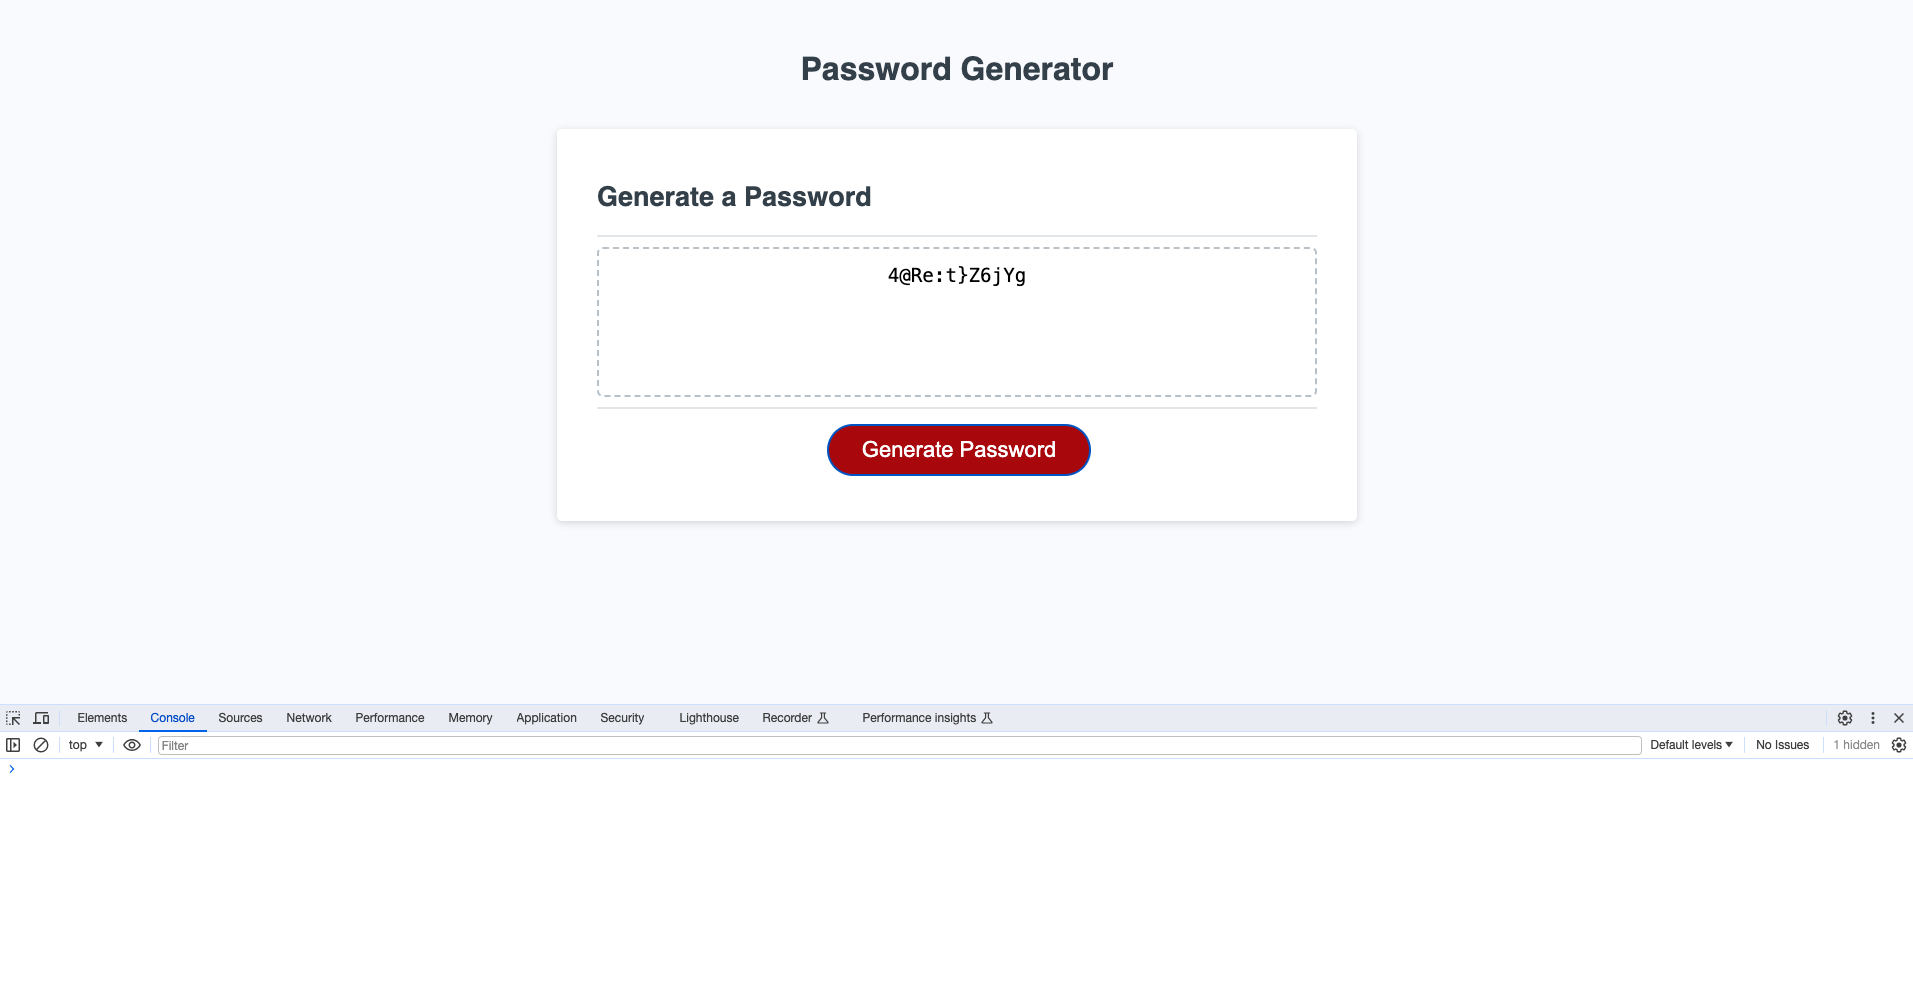 Password Generator
Generate a Password
4@Re:t}Z6jYg
Generate Password
Elements Console Sources Network Performance Memory Application Security Lighthouse Recorder Performance insights
top Filter Default levels No Issues 1 hidden